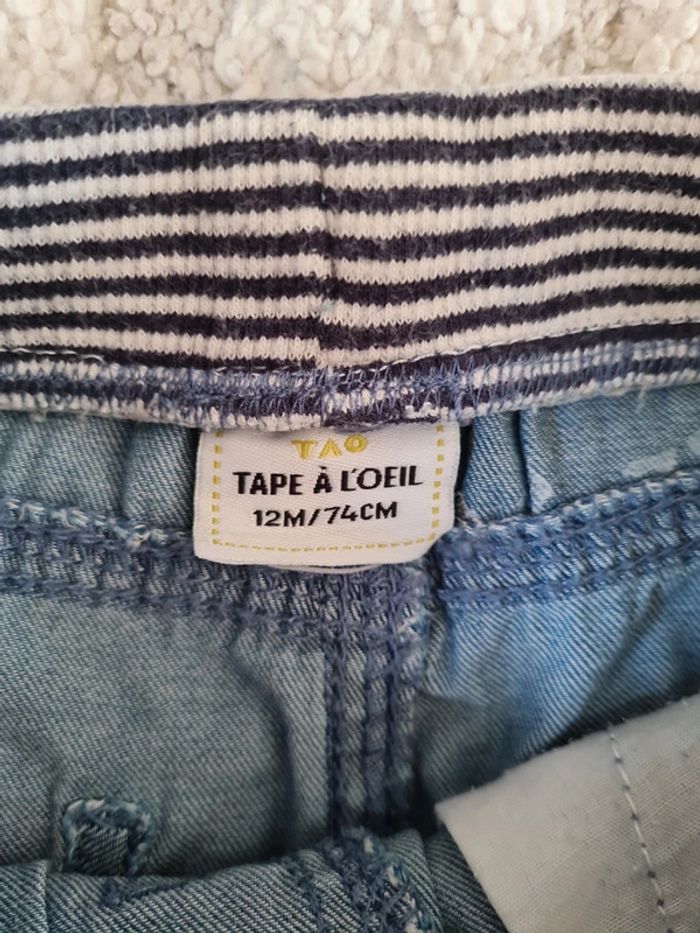 TAO
TAPE À L'OEIL
12M/74CM